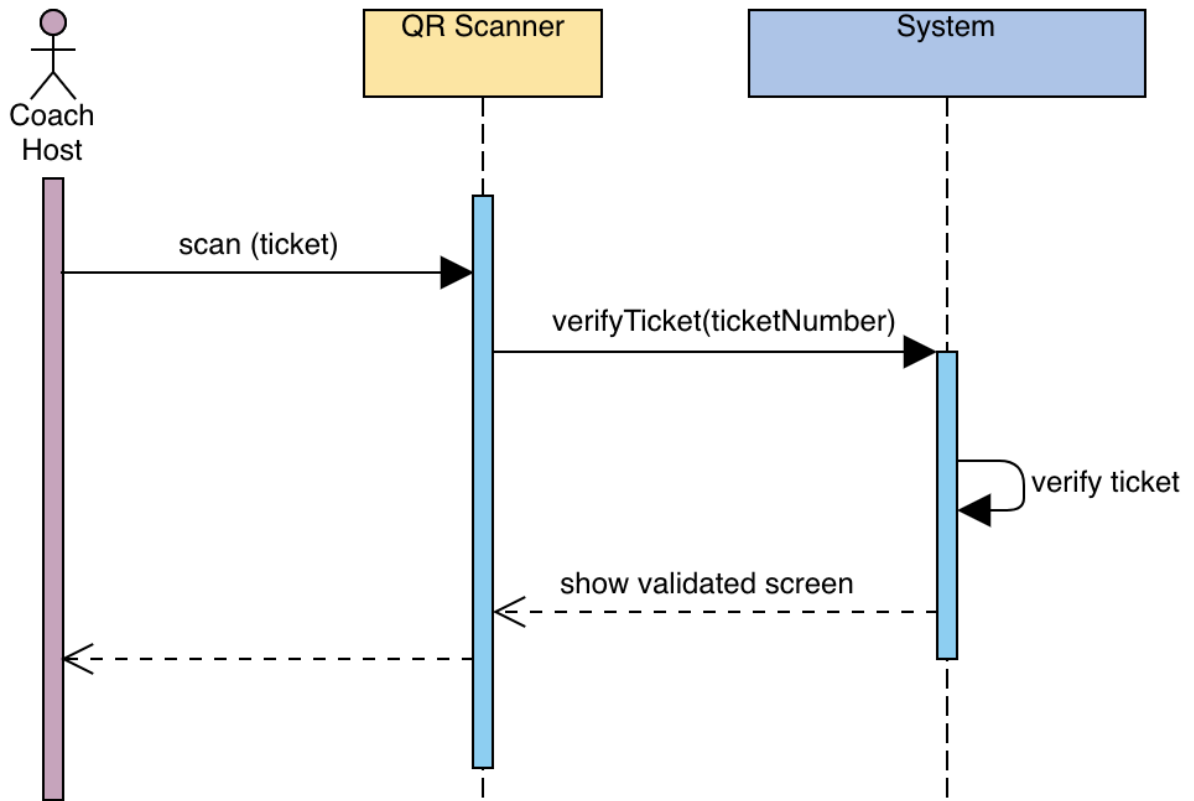 QR Scanner
System
Coach
Host
scan (ticket)
verifyTicket(ticketNumber)
verify ticket
show validated screen